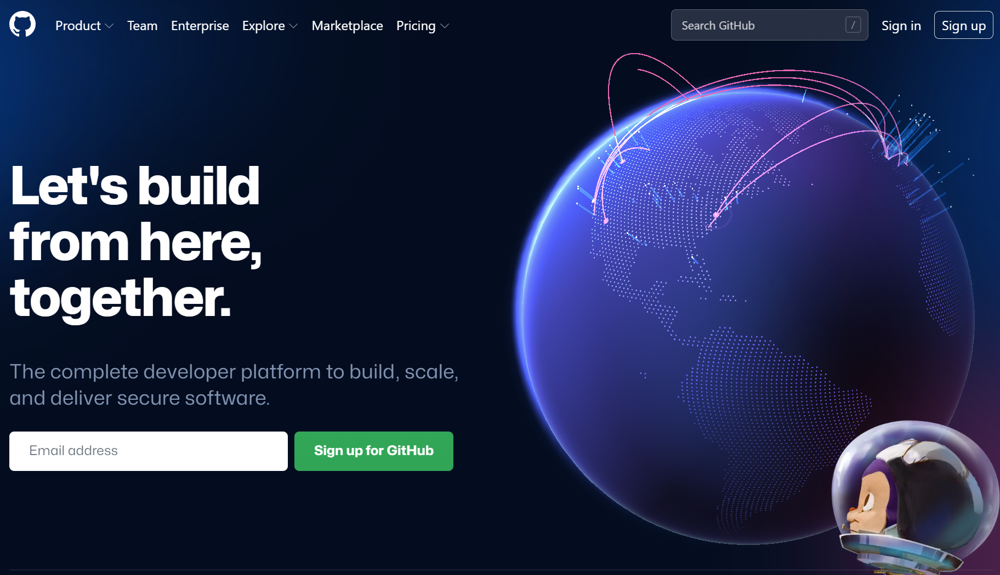 Product Team Enterprise Explore Marketplace Pricing Search GitHub / Sign in Sign up
Let's build
from here,
together.
The complete developer platform to build, scale,
and deliver secure software.
Email address Sign up for GitHub